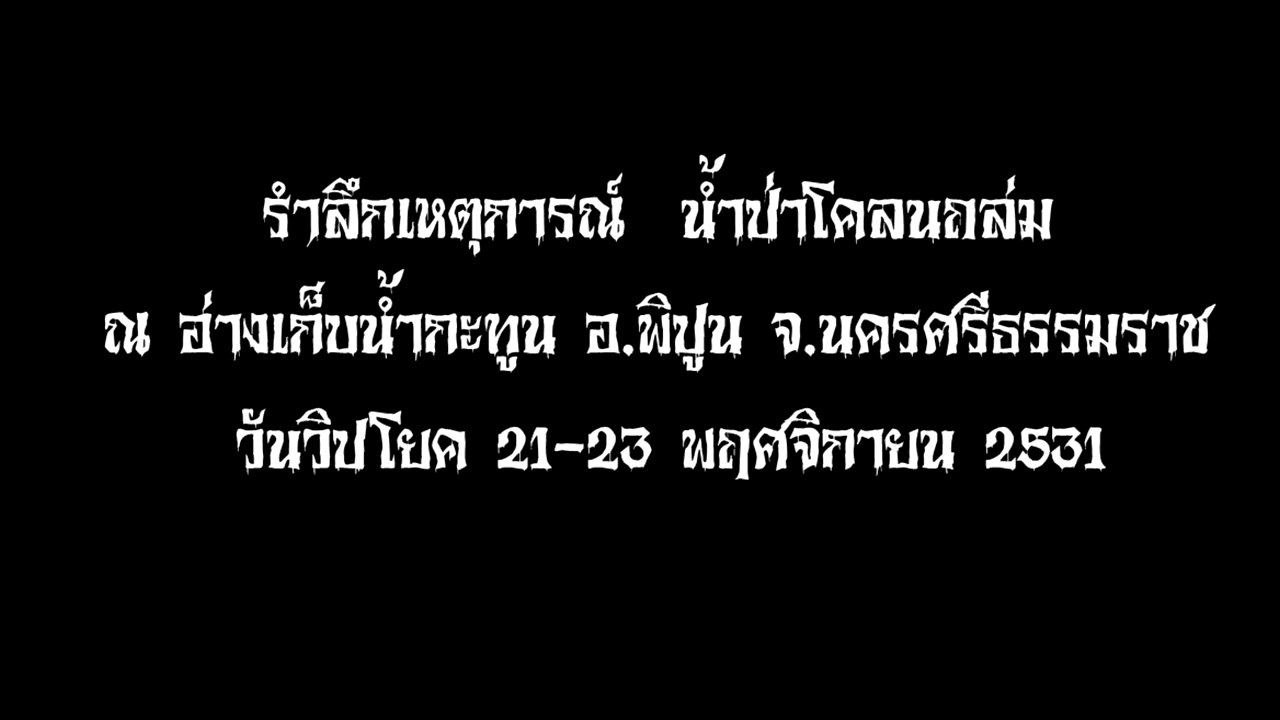 รำลึกเหตุการณ์ น้ำป่าโคลนถล่ม
ณ อ่างเก็บน้ำกะทูน อ.พิปูน จ.นครศรีธรรมราช
วันวิปโยค 21-23 พฤศจิกายน 2531